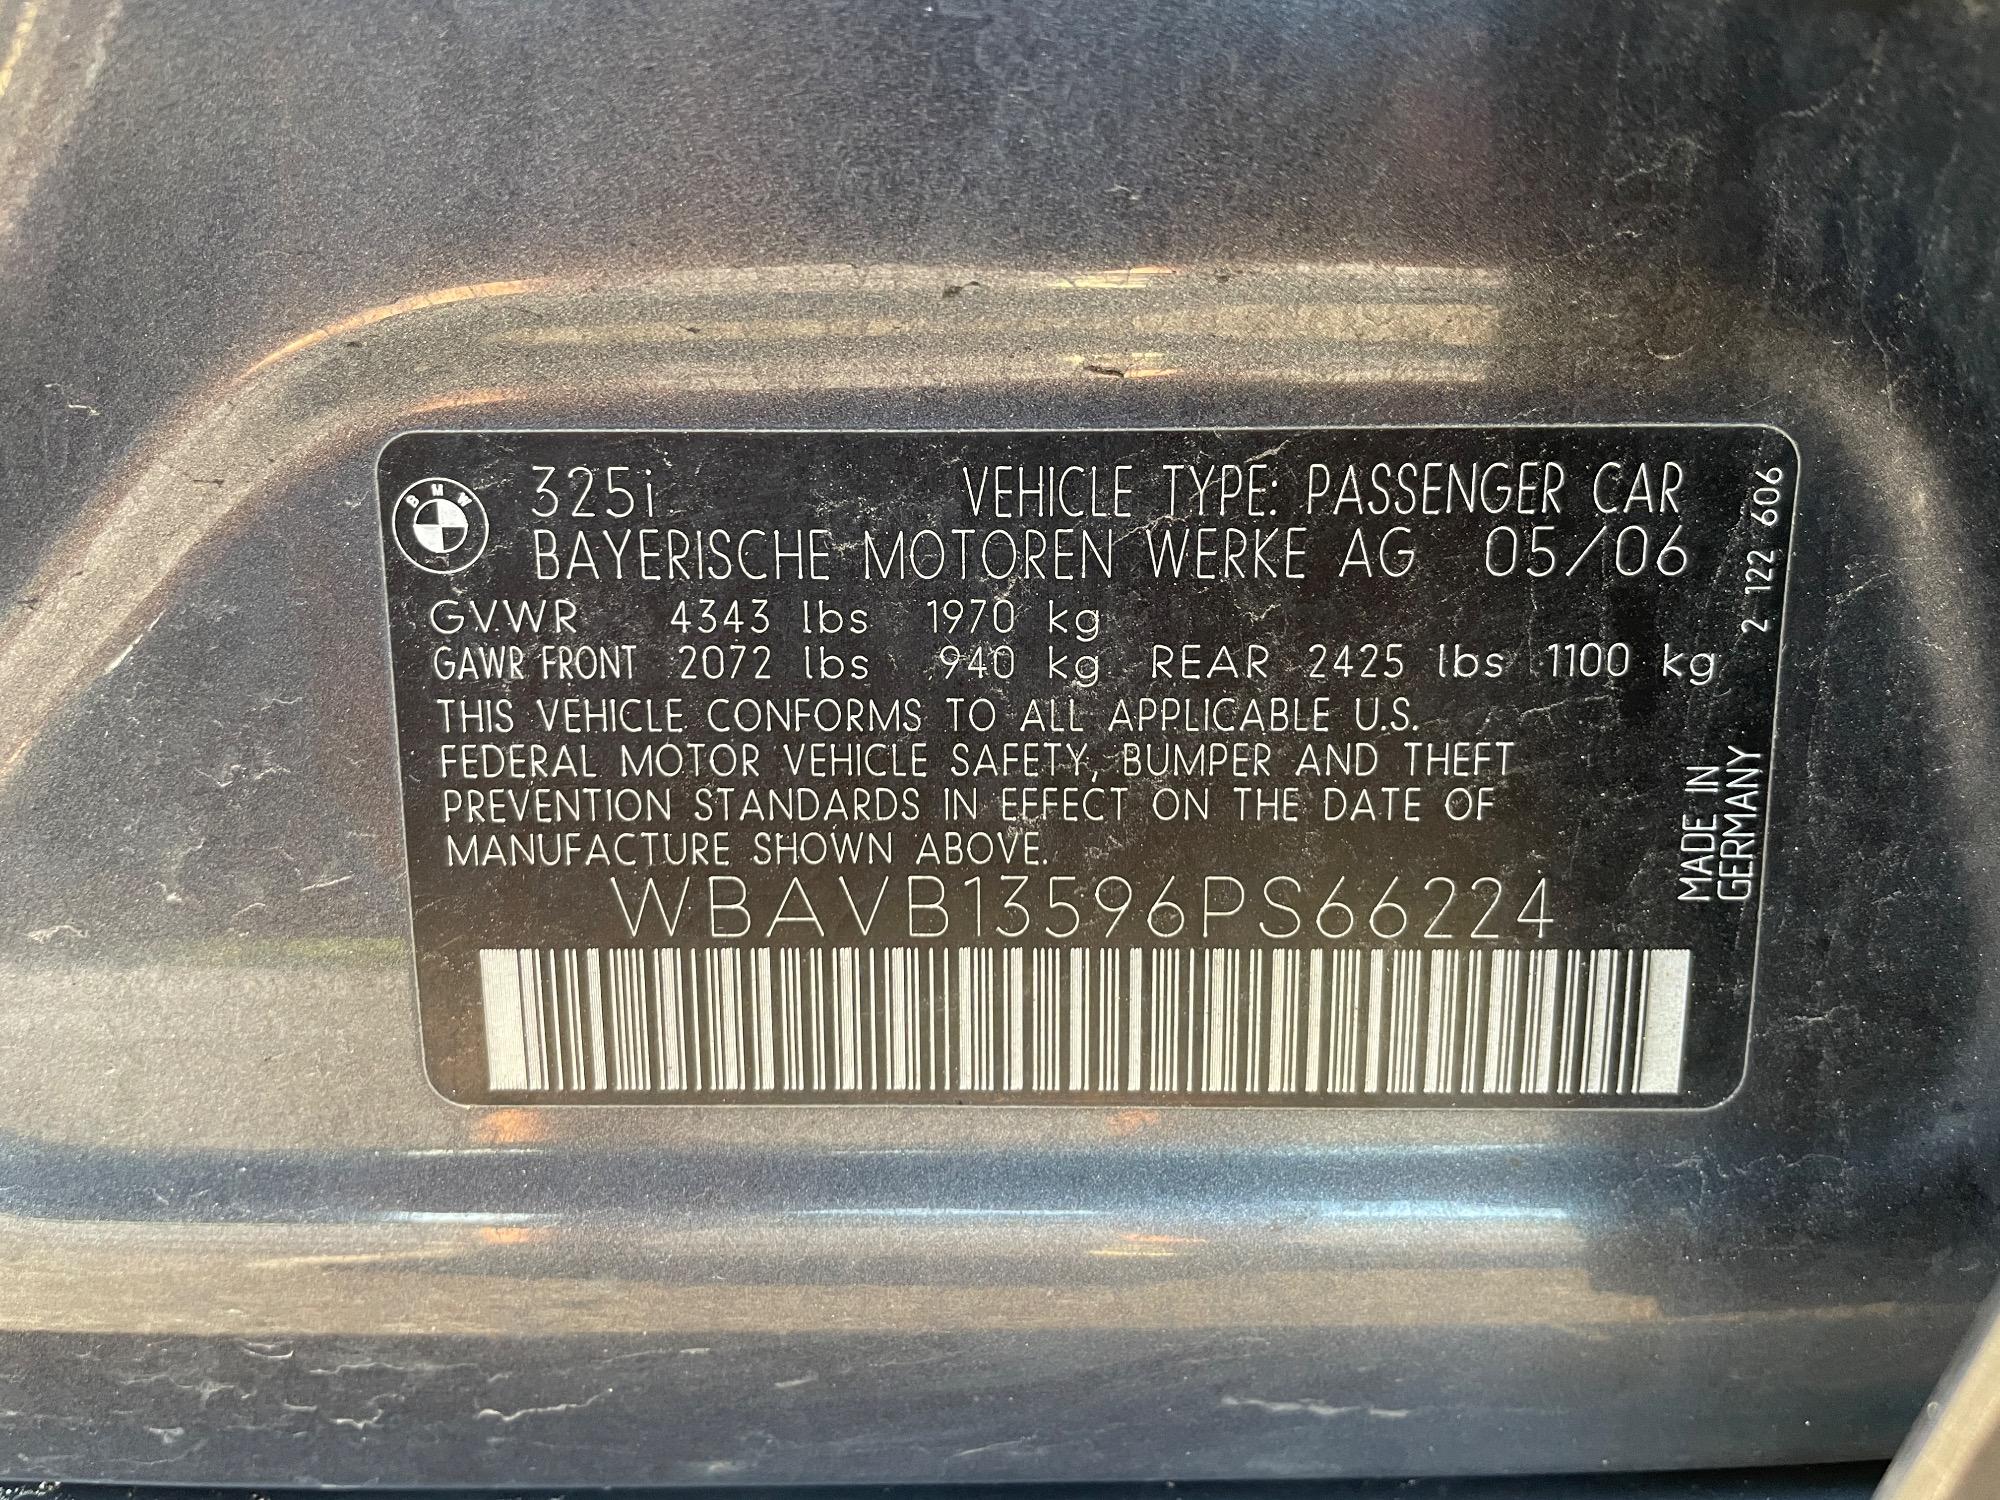 BMW
325i VEHICLE TYPE: PASSENGER CAR
BAYERISCHE MOTOREN WERKE AG 05/06
GVWR 4343 lbs 1970 kg
GAWR FRONT 2072 lbs 940 kg REAR 2425 lbs 1100 kg
THIS VEHICLE CONFORMS TO ALL APPLICABLE U.S.
FEDERAL MOTOR VEHICLE SAFETY, BUMPER AND THEFT
PREVENTION STANDARDS IN EFFECT ON THE DATE OF
MANUFACTURE SHOWN ABOVE.
WBAVB13596PS66224
MADE IN
GERMANY
2 122 606